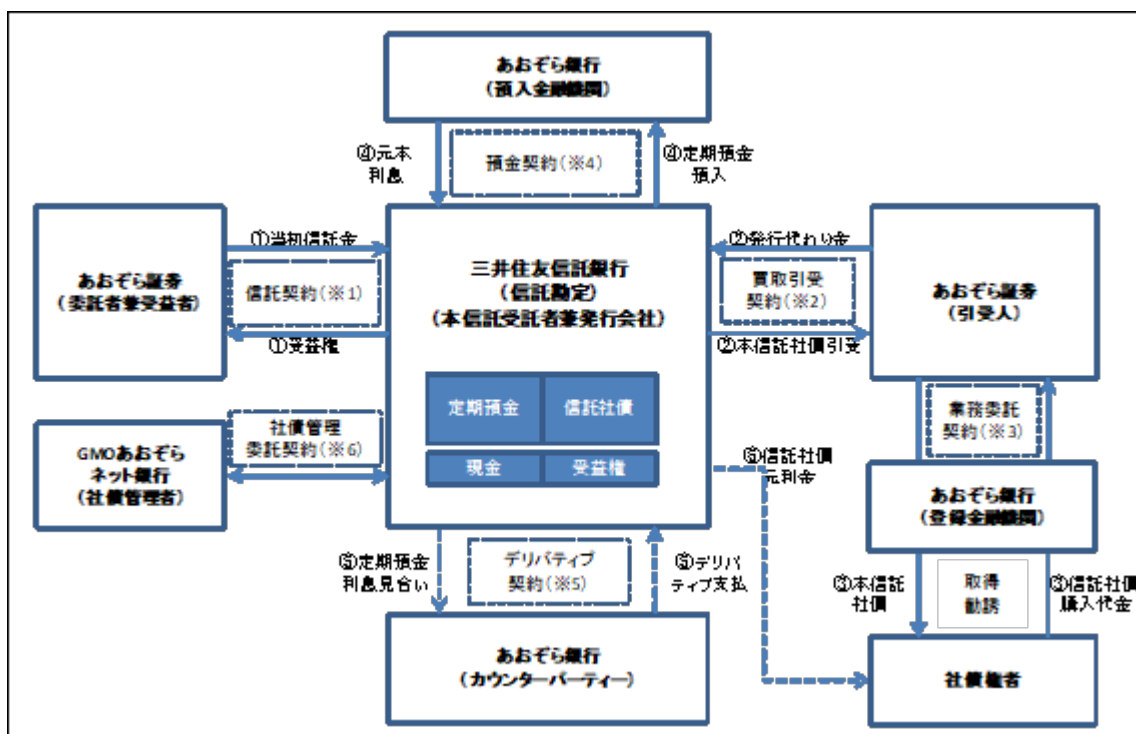 あおぞら銀行
(預入金融機関)
④元本
利息
預金契約(※4)
④定期預金
預入
あおぞら証券
(委託者兼受益者)
①当初信託金
信託契約(※1)
①受益権
三井住友信託銀行
(信託勘定)
(本信託受託者兼発行会社)
定期預金
信託社債
現金
受益権
②発行代わり金
買取引受
契約(※2)
②本信託社債引受
あおぞら証券
(引受人)
GMOあおぞら
ネット銀行
(社債管理者)
社債管理
委託契約(※6)
業務委託
契約(※3)
⑥信託社債
元利金
あおぞら銀行
(登録金融機関)
⑤定期預金
利息見合い
デリバティブ
契約(※5)
⑤デリバ
ティブ支払
③本信託
社債
取得
勧誘
③信託社債
購入代金
あおぞら銀行
(カウンターパーティー)
社債権者